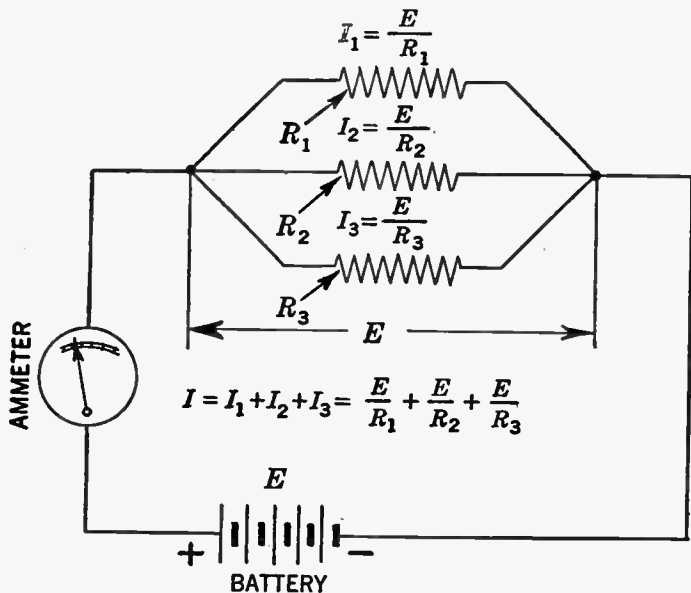 I₁ = E/R₁
R₁
I₂ = E/R₂
R₂
I₃ = E/R₃
R₃
E
AMMETER
I = I₁ + I₂ + I₃ = E/R₁ + E/R₂ + E/R₃
E
+ −
BATTERY